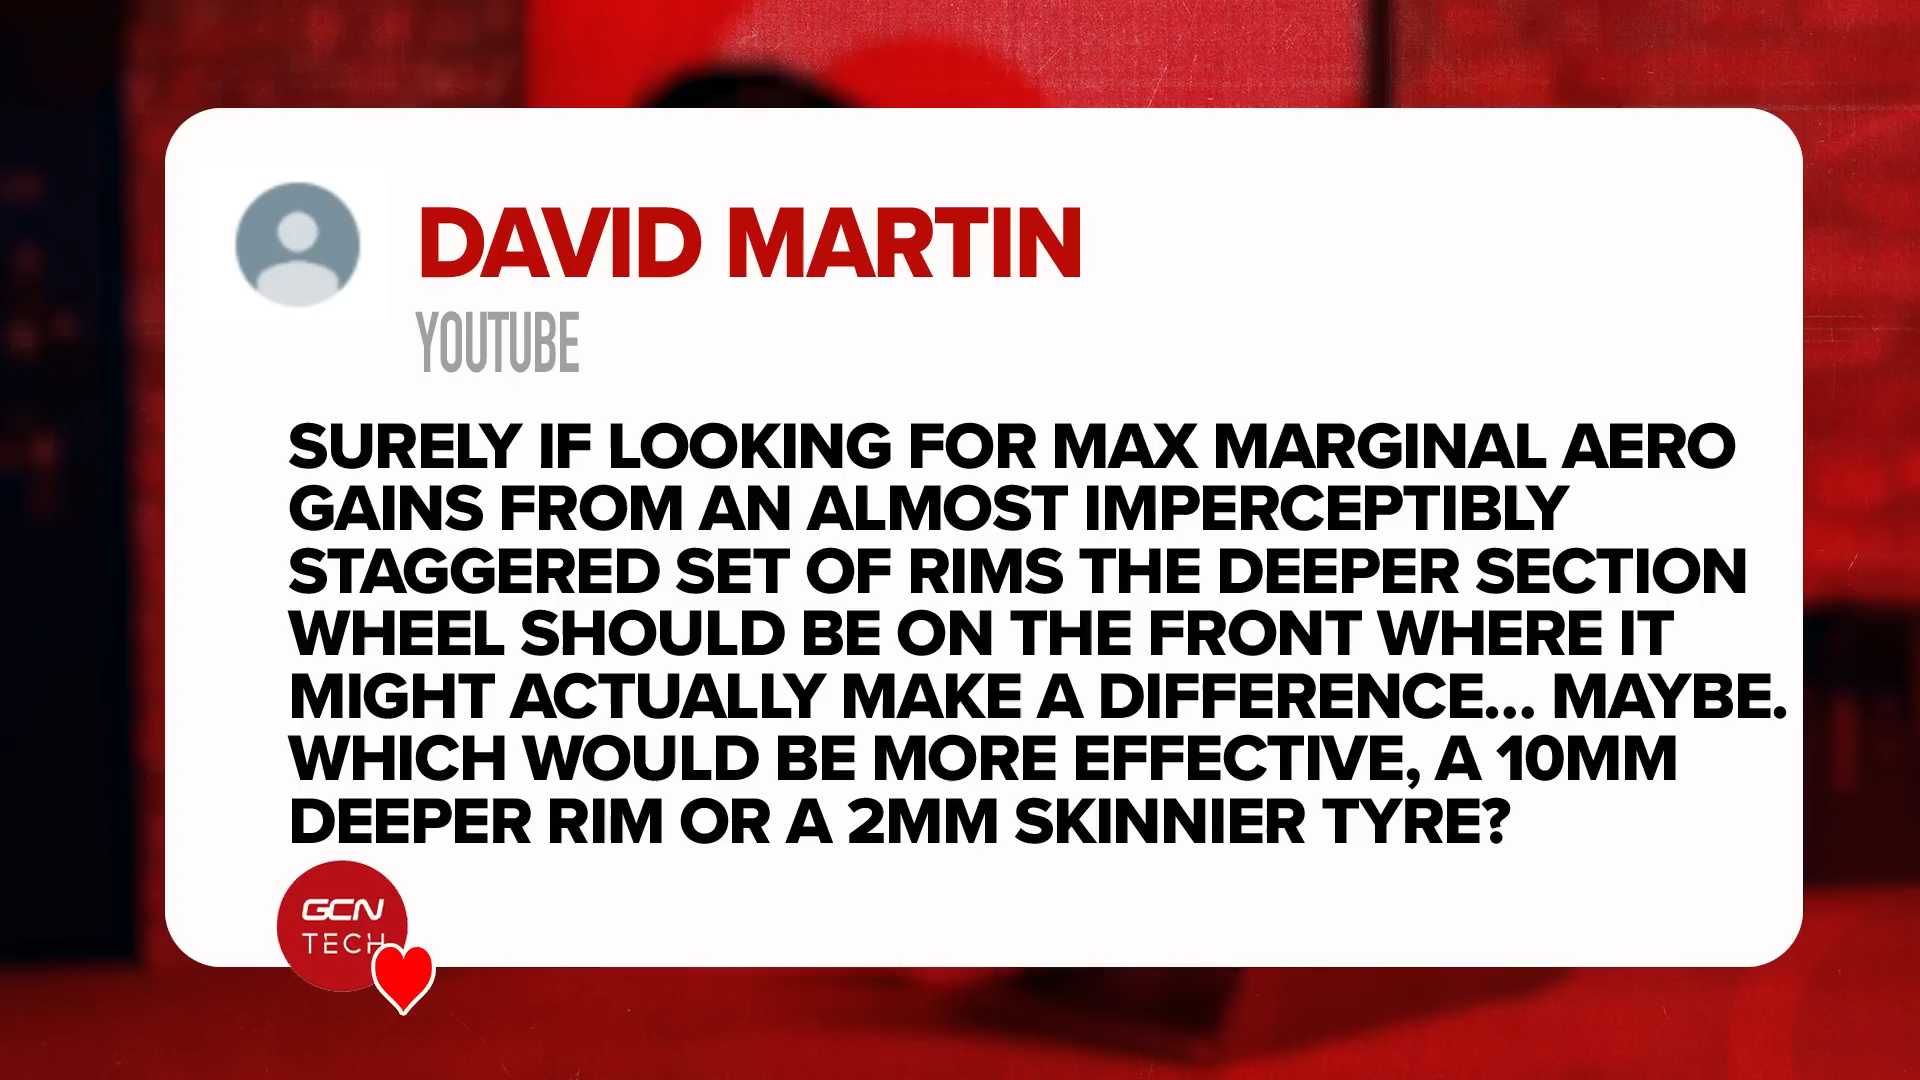 DAVID MARTIN
YOUTUBE
SURELY IF LOOKING FOR MAX MARGINAL AERO
GAINS FROM AN ALMOST IMPERCEPTIBLY
STAGGERED SET OF RIMS THE DEEPER SECTION
WHEEL SHOULD BE ON THE FRONT WHERE IT
MIGHT ACTUALLY MAKE A DIFFERENCE... MAYBE.
WHICH WOULD BE MORE EFFECTIVE, A 10MM
DEEPER RIM OR A 2MM SKINNIER TYRE?
GCN
TECH